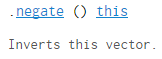 .negate () this
Inverts this vector.